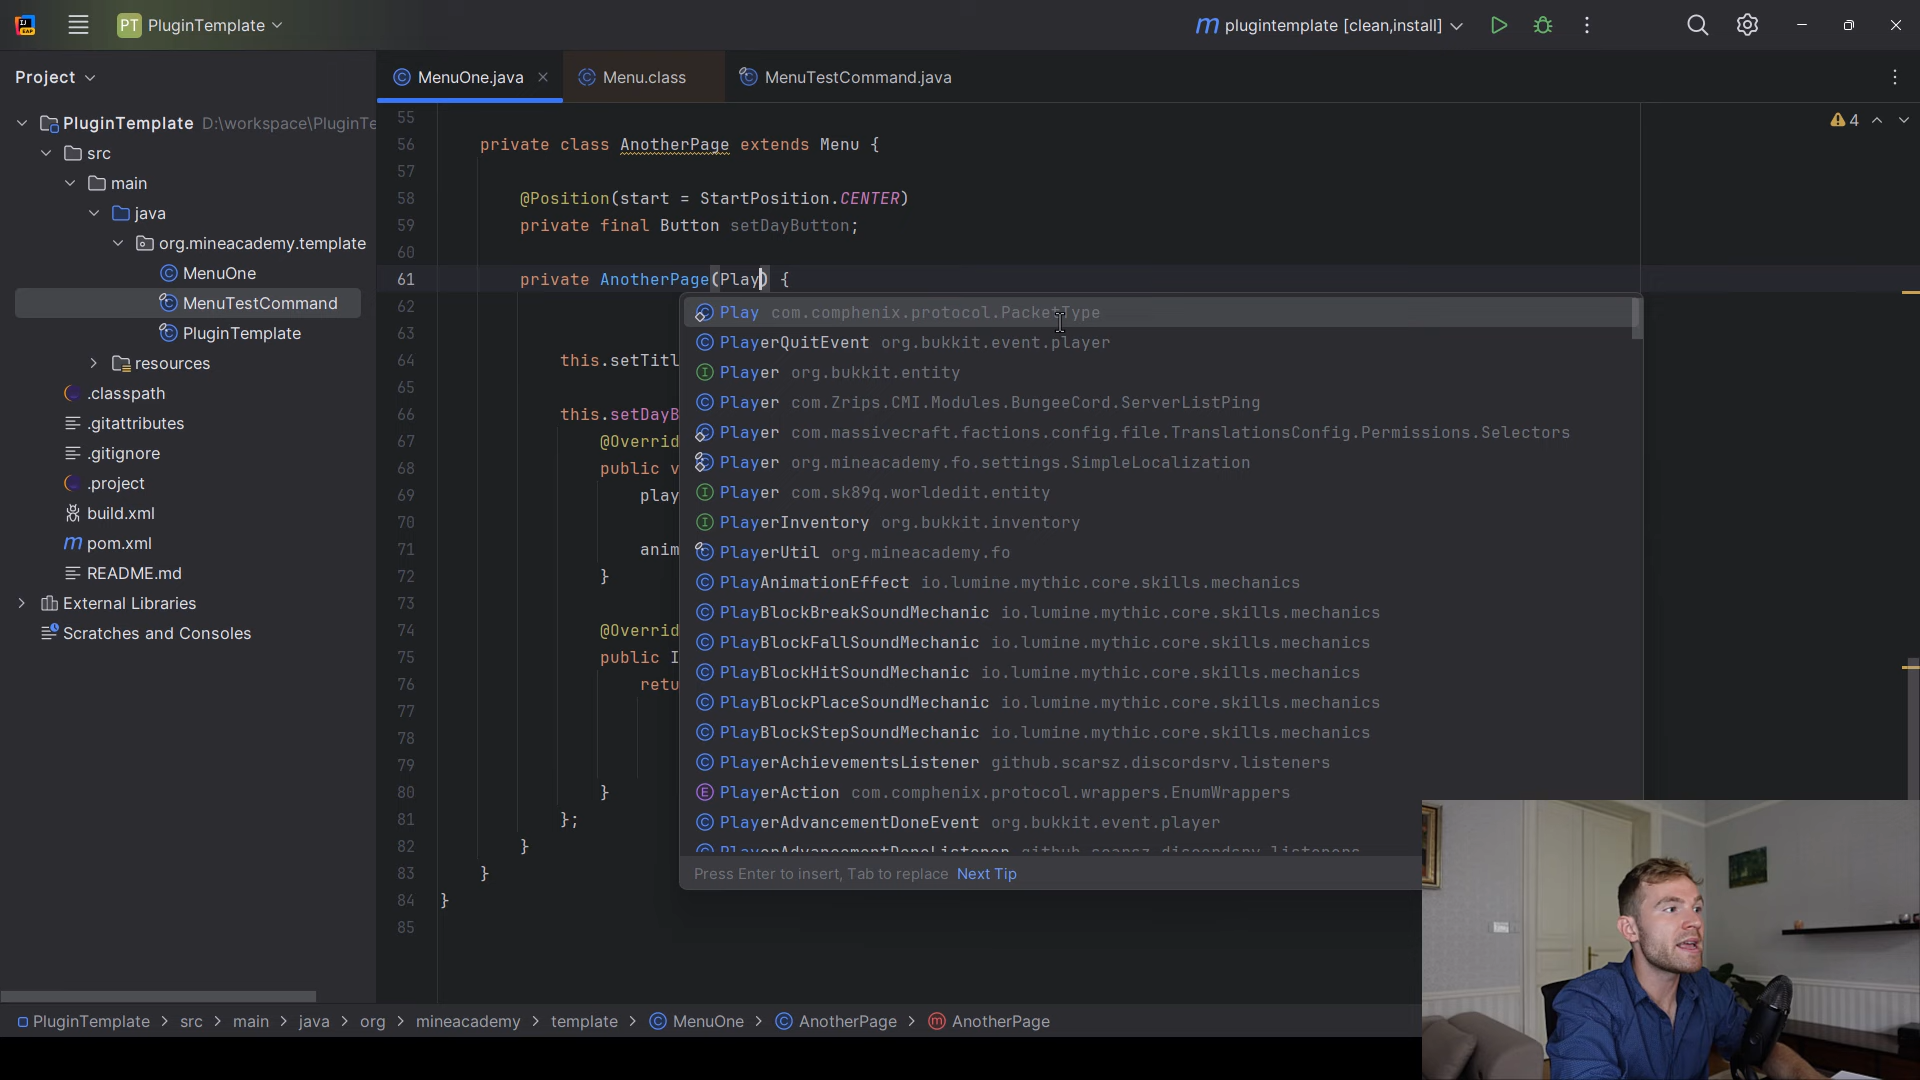 PT PluginTemplate
plugintemplate [clean,install]
Project
MenuOne.java
Menu.class
MenuTestCommand.java
PluginTemplate D:\workspace\PluginTe
src
main
java
org.mineacademy.template
MenuOne
MenuTestCommand
PluginTemplate
resources
.classpath
.gitattributes
.gitignore
.project
build.xml
pom.xml
README.md
External Libraries
Scratches and Consoles
4
55
56 private class AnotherPage extends Menu {
57
58 @Position(start = StartPosition.CENTER)
59 private final Button setDayButton;
60
61 private AnotherPage(Play) {
62
63
64 this.setTitl
65
66 this.setDayB
67 @Overrid
68 public v
69 play
70
71 anim
72 }
73
74 @Overrid
75 public I
76 retu
77
78
79
80 }
81 };
82 }
83 }
84 }
85
Play com.comphenix.protocol.PacketType
PlayerQuitEvent org.bukkit.event.player
Player org.bukkit.entity
Player com.Zrips.CMI.Modules.BungeeCord.ServerListPing
Player com.massivecraft.factions.config.file.TranslationsConfig.Permissions.Selectors
Player org.mineacademy.fo.settings.SimpleLocalization
Player com.sk89q.worldedit.entity
PlayerInventory org.bukkit.inventory
PlayerUtil org.mineacademy.fo
PlayAnimationEffect io.lumine.mythic.core.skills.mechanics
PlayBlockBreakSoundMechanic io.lumine.mythic.core.skills.mechanics
PlayBlockFallSoundMechanic io.lumine.mythic.core.skills.mechanics
PlayBlockHitSoundMechanic io.lumine.mythic.core.skills.mechanics
PlayBlockPlaceSoundMechanic io.lumine.mythic.core.skills.mechanics
PlayBlockStepSoundMechanic io.lumine.mythic.core.skills.mechanics
PlayerAchievementsListener github.scarsz.discordsrv.listeners
PlayerAction com.comphenix.protocol.wrappers.EnumWrappers
PlayerAdvancementDoneEvent org.bukkit.event.player
PlayerAdvancementDoneListener github.scarsz.discordsrv.listeners
Press Enter to insert, Tab to replace Next Tip
PluginTemplate > src > main > java > org > mineacademy > template > MenuOne > AnotherPage > AnotherPage